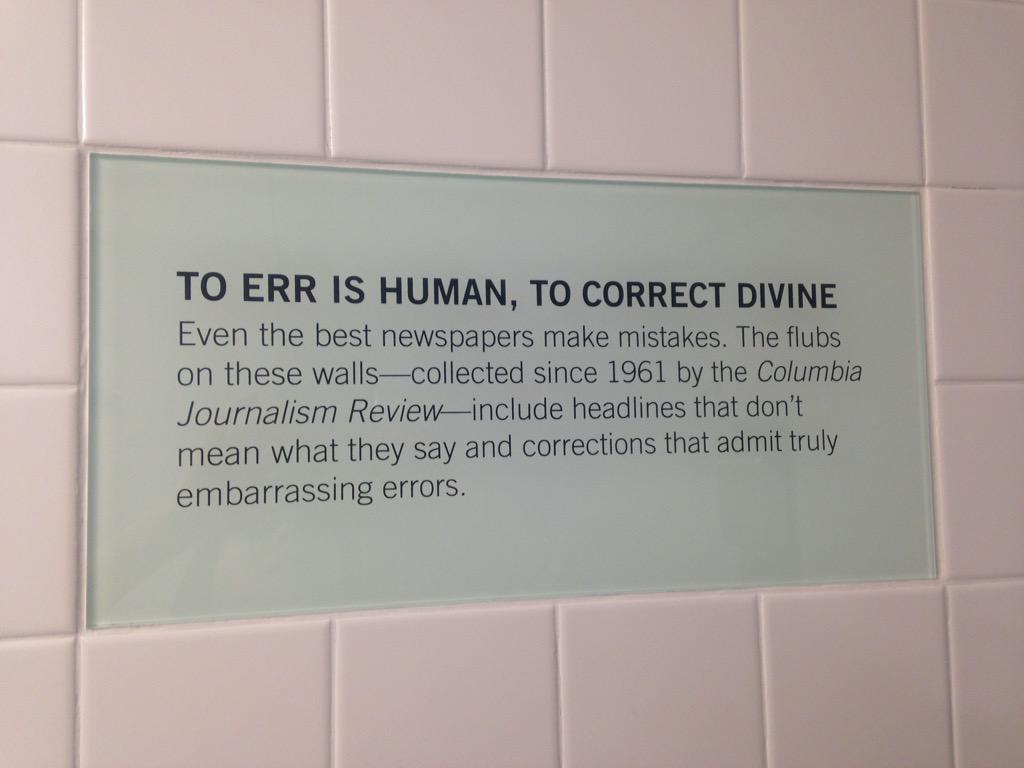 TO ERR IS HUMAN, TO CORRECT DIVINE
Even the best newspapers make mistakes. The flubs
on these walls—collected since 1961 by the Columbia
Journalism Review—include headlines that don't
mean what they say and corrections that admit truly
embarrassing errors.